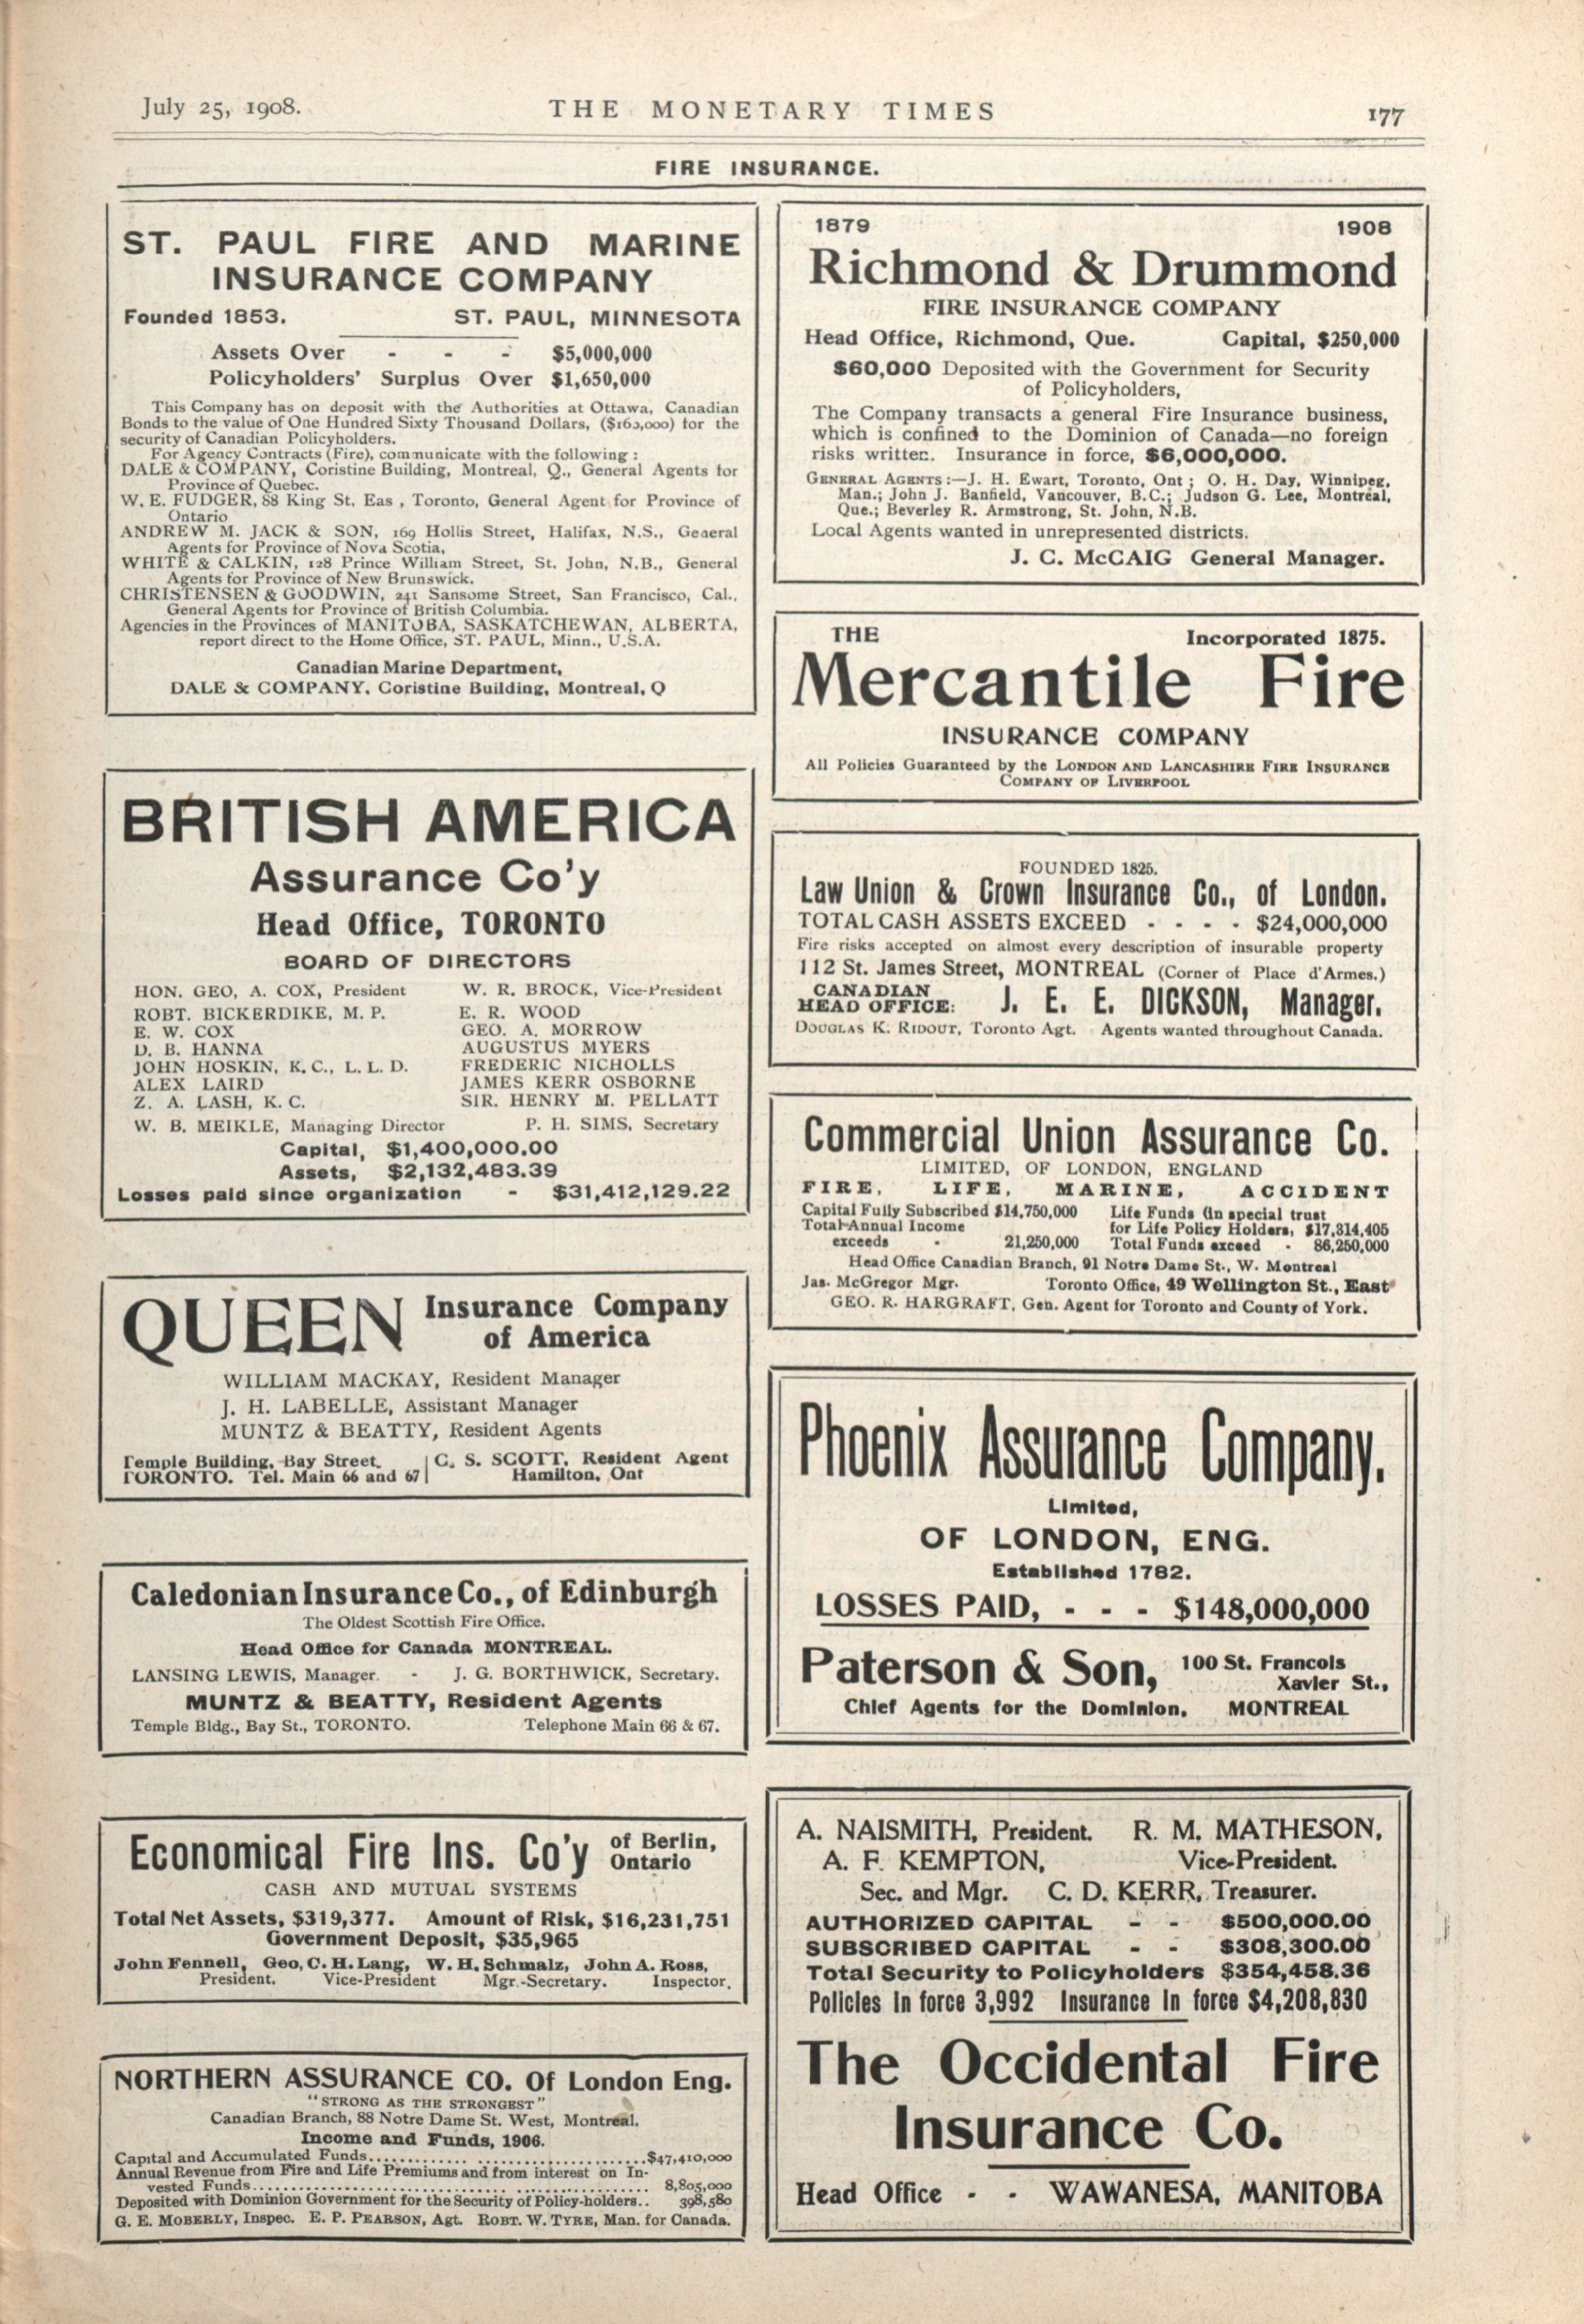 July 25, 1908.
THE MONETARY TIMES
177
FIRE INSURANCE.
ST. PAUL FIRE AND MARINE
INSURANCE COMPANY
Founded 1853. ST. PAUL, MINNESOTA
Assets Over - - - $5,000,000
Policyholders' Surplus Over $1,650,000
This Company has on deposit with the Authorities at Ottawa, Canadian
Bonds to the value of One Hundred Sixty Thousand Dollars, ($160,000) for the
security of Canadian Policyholders.
For Agency Contracts (Fire), communicate with the following :
DALE & COMPANY, Coristine Building, Montreal, Q., General Agents for
Province of Quebec.
W. E. FUDGER, 88 King St. Eas , Toronto, General Agent for Province of
Ontario
ANDREW M. JACK & SON, 169 Hollis Street, Halifax, N.S., General
Agents for Province of Nova Scotia,
WHITE & CALKIN, 128 Prince William Street, St. John, N.B., General
Agents for Province of New Brunswick.
CHRISTENSEN & GOODWIN, 241 Sansome Street, San Francisco, Cal.,
General Agents for Province of British Columbia.
Agencies in the Provinces of MANITOBA, SASKATCHEWAN, ALBERTA,
report direct to the Home Office, ST. PAUL, Minn., U.S.A.
Canadian Marine Department,
DALE & COMPANY, Coristine Building, Montreal, Q
BRITISH AMERICA
Assurance Co'y
Head Office, TORONTO
BOARD OF DIRECTORS
HON. GEO, A. COX, President W. R. BROCK, Vice-President
ROBT. BICKERDIKE, M. P. E. R. WOOD
E. W. COX GEO. A. MORROW
D. B. HANNA AUGUSTUS MYERS
JOHN HOSKIN, K. C., L. L. D. FREDERIC NICHOLLS
ALEX LAIRD JAMES KERR OSBORNE
Z. A. LASH, K. C. SIR. HENRY M. PELLATT
W. B. MEIKLE, Managing Director P. H. SIMS, Secretary
Capital, $1,400,000.00
Assets, $2,132,483.39
Losses paid since organization - $31,412,129.22
QUEEN Insurance Company
of America
WILLIAM MACKAY, Resident Manager
J. H. LABELLE, Assistant Manager
MUNTZ & BEATTY, Resident Agents
Temple Building, Bay Street, C. S. SCOTT, Resident Agent
TORONTO. Tel. Main 66 and 67 Hamilton, Ont
Caledonian Insurance Co., of Edinburgh
The Oldest Scottish Fire Office.
Head Office for Canada MONTREAL.
LANSING LEWIS, Manager. - J. G. BORTHWICK, Secretary.
MUNTZ & BEATTY, Resident Agents
Temple Bldg., Bay St., TORONTO. Telephone Main 66 & 67.
Economical Fire Ins. Co'y of Berlin,
Ontario
CASH AND MUTUAL SYSTEMS
Total Net Assets, $319,377. Amount of Risk, $16,231,751
Government Deposit, $35,965
John Fennell, Geo, C. H. Lang, W. H. Schmalz, John A. Ross,
President. Vice-President Mgr.-Secretary. Inspector.
NORTHERN ASSURANCE CO. Of London Eng.
"STRONG AS THE STRONGEST"
Canadian Branch, 88 Notre Dame St. West, Montreal.
Income and Funds, 1906.
Capital and Accumulated Funds.............. ........................$47,410,000
Annual Revenue from Fire and Life Premiums and from interest on In-
vested Funds........................................................ 8,805,000
Deposited with Dominion Government for the Security of Policy-holders.. 398,580
G. E. MOBERLY, Inspec. E. P. PEARSON, Agt. ROBT. W. TYRE, Man. for Canada.
1879 1908
Richmond & Drummond
FIRE INSURANCE COMPANY
Head Office, Richmond, Que. Capital, $250,000
$60,000 Deposited with the Government for Security
of Policyholders,
The Company transacts a general Fire Insurance business,
which is confined to the Dominion of Canada—no foreign
risks written. Insurance in force, $6,000,000.
GENERAL AGENTS:—J. H. Ewart, Toronto, Ont ; O. H. Day, Winnipeg,
Man.; John J. Banfield, Vancouver, B.C.; Judson G. Lee, Montreal,
Que.; Beverley R. Armstrong, St. John, N.B.
Local Agents wanted in unrepresented districts.
J. C. McCAIG General Manager.
THE Incorporated 1875.
Mercantile Fire
INSURANCE COMPANY
All Policies Guaranteed by the LONDON AND LANCASHIRE FIRE INSURANCE
COMPANY OF LIVERPOOL
FOUNDED 1825.
Law Union & Crown Insurance Co., of London.
TOTAL CASH ASSETS EXCEED - - - - $24,000,000
Fire risks accepted on almost every description of insurable property
112 St. James Street, MONTREAL (Corner of Place d'Armes.)
CANADIAN
HEAD OFFICE: J. E. E. DICKSON, Manager.
DOUGLAS K. RIDOUR, Toronto Agt. Agents wanted throughout Canada.
Commercial Union Assurance Co.
LIMITED, OF LONDON, ENGLAND
FIRE, LIFE, MARINE, ACCIDENT
Capital Fully Subscribed $14,750,000 Life Funds (in special trust
Total Annual Income for Life Policy Holders, $17,314,405
exceeds - 21,250,000 Total Funds exceed - 86,250,000
Head Office Canadian Branch, 91 Notre Dame St., W. Montreal
Jas. McGregor Mgr. Toronto Office, 49 Wellington St., East
GEO. R. HARGRAFT, Gen. Agent for Toronto and County of York.
Phoenix Assurance Company.
Limited,
OF LONDON, ENG.
Established 1782.
LOSSES PAID, - - - $148,000,000
Paterson & Son, 100 St. Francois
Xavier St.,
Chief Agents for the Dominion. MONTREAL
A. NAISMITH, President. R. M. MATHESON,
A. F. KEMPTON, Vice-President.
Sec. and Mgr. C. D. KERR, Treasurer.
AUTHORIZED CAPITAL - - $500,000.00
SUBSCRIBED CAPITAL - - $308,300.00
Total Security to Policyholders $354,458.36
Policies in force 3,992 Insurance in force $4,208,830
The Occidental Fire
Insurance Co.
Head Office - - WAWANESA, MANITOBA